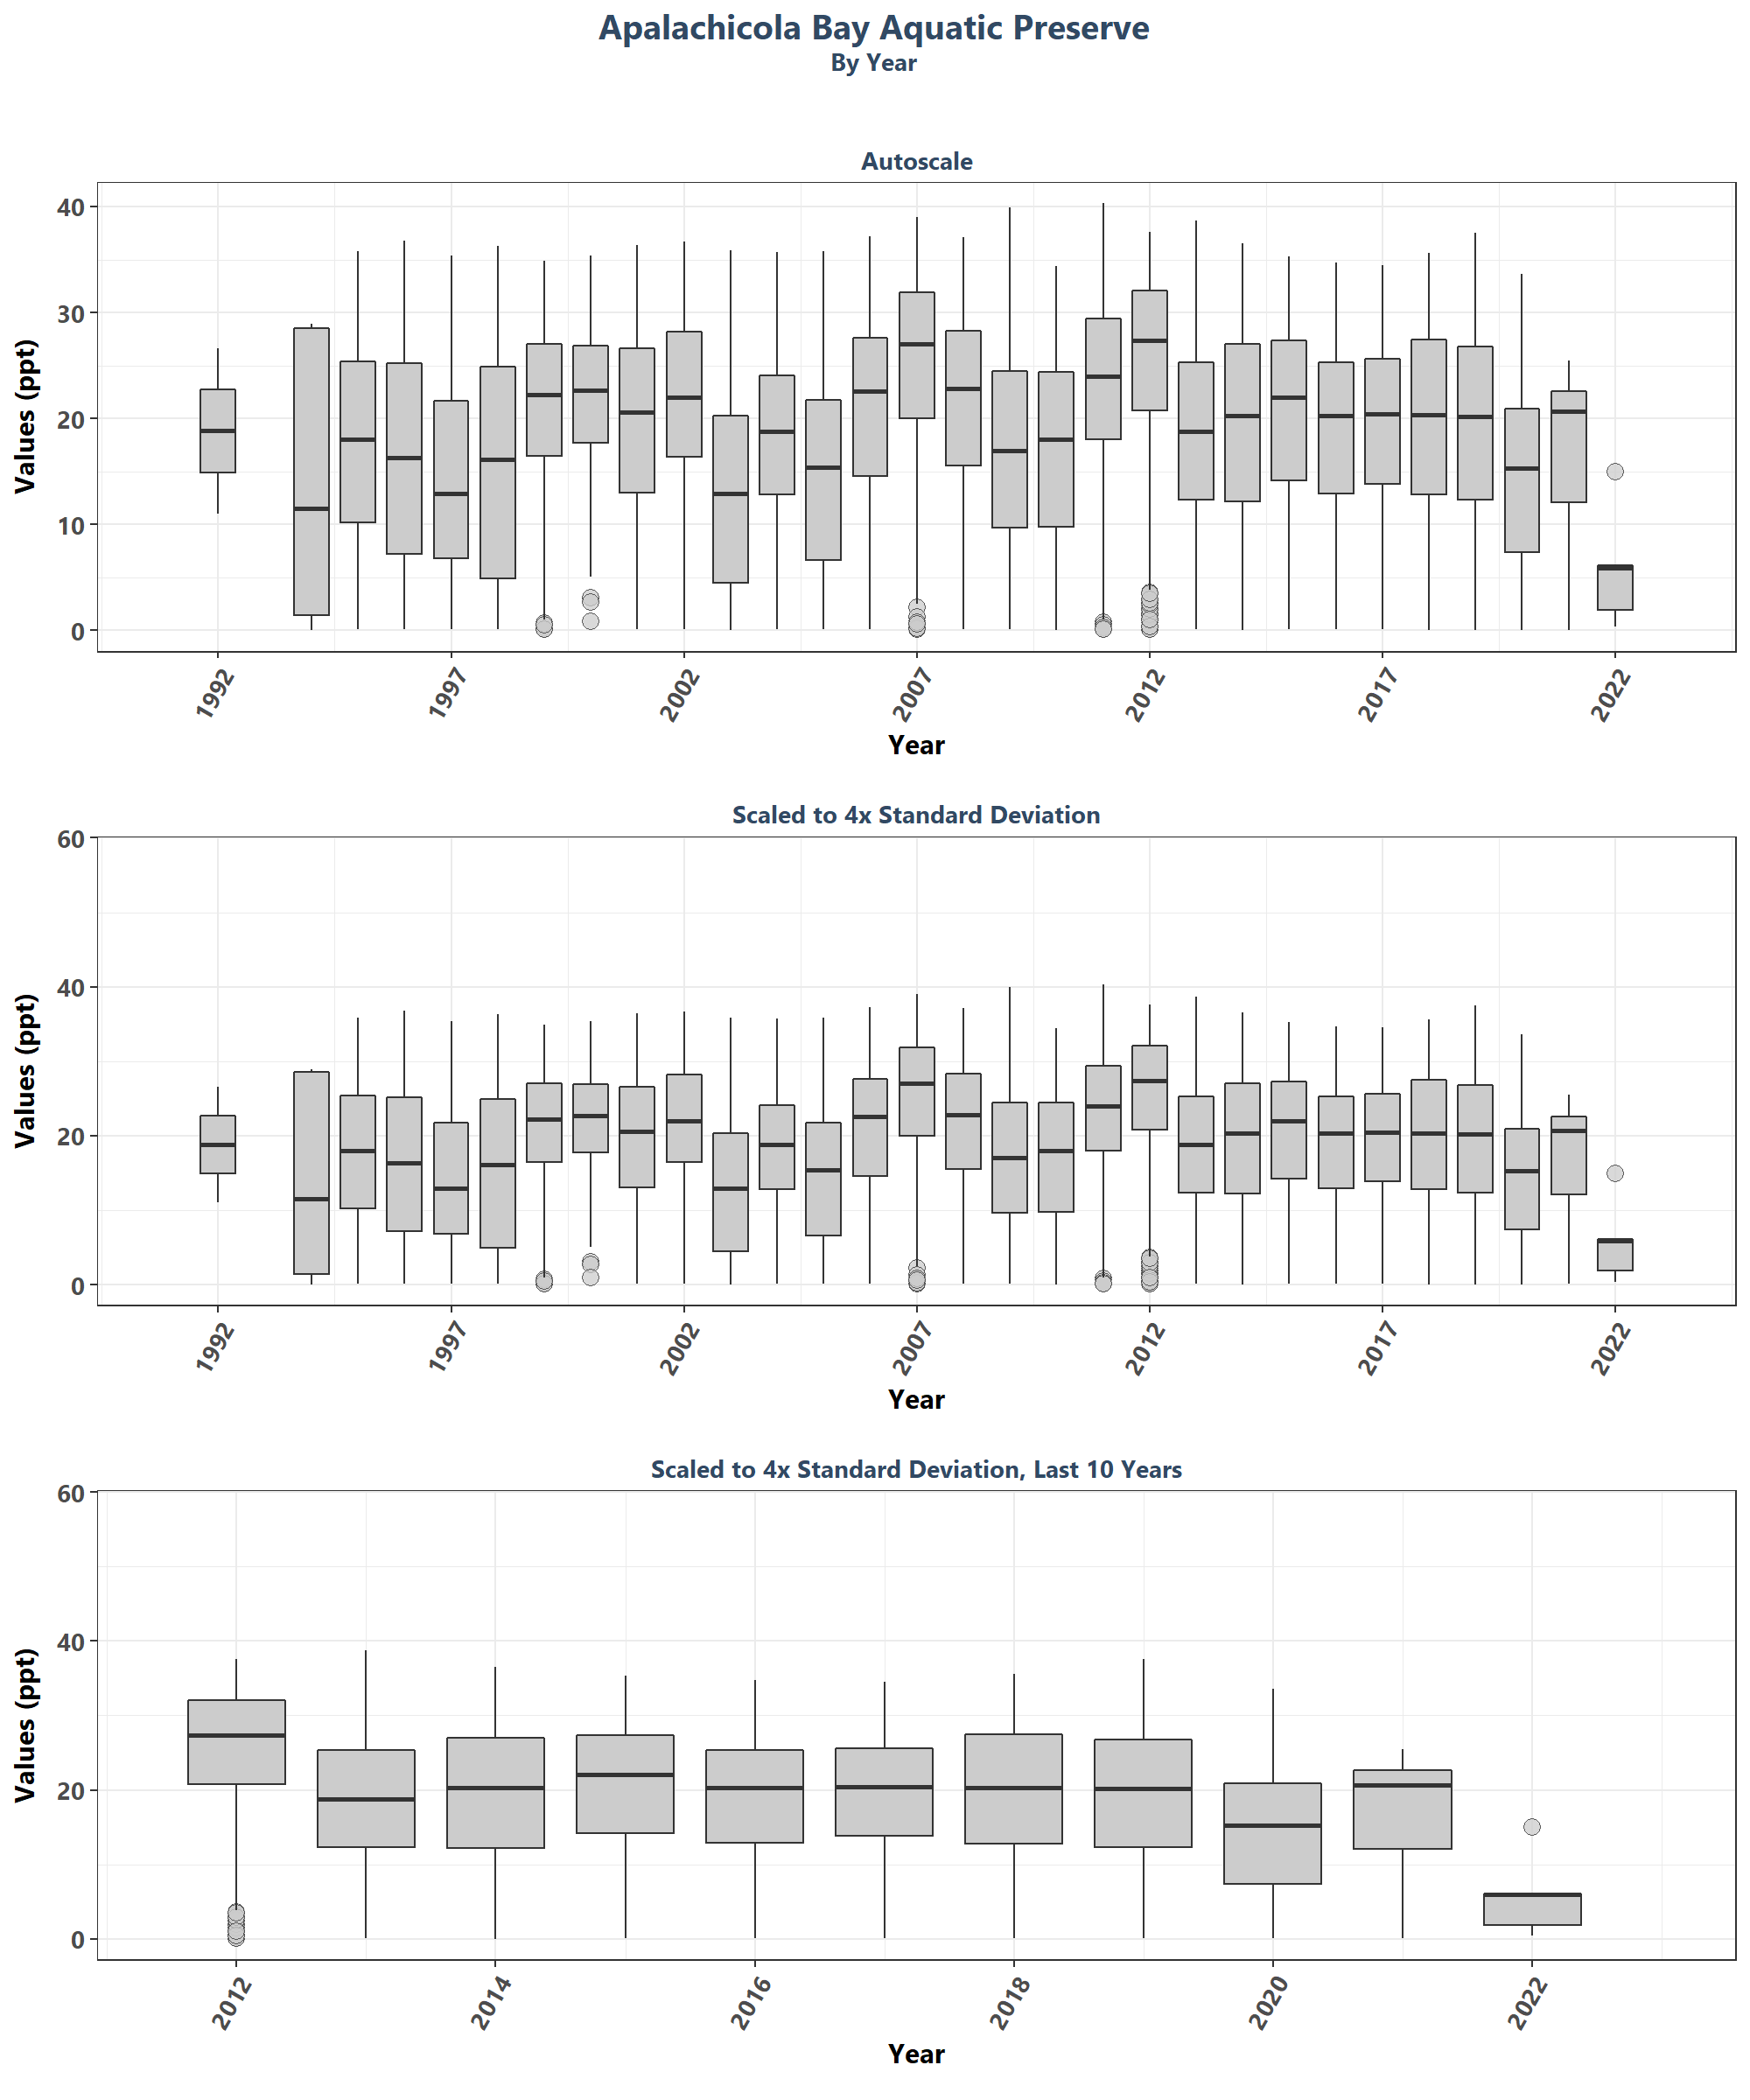 Apalachicola Bay Aquatic Preserve
By Year
Autoscale
Values (ppt)
40
30
20
10
0
1992 1997 2002 2007 2012 2017 2022
Year
Scaled to 4x Standard Deviation
Values (ppt)
60
40
20
0
1992 1997 2002 2007 2012 2017 2022
Year
Scaled to 4x Standard Deviation, Last 10 Years
Values (ppt)
60
40
20
0
2012 2014 2016 2018 2020 2022
Year